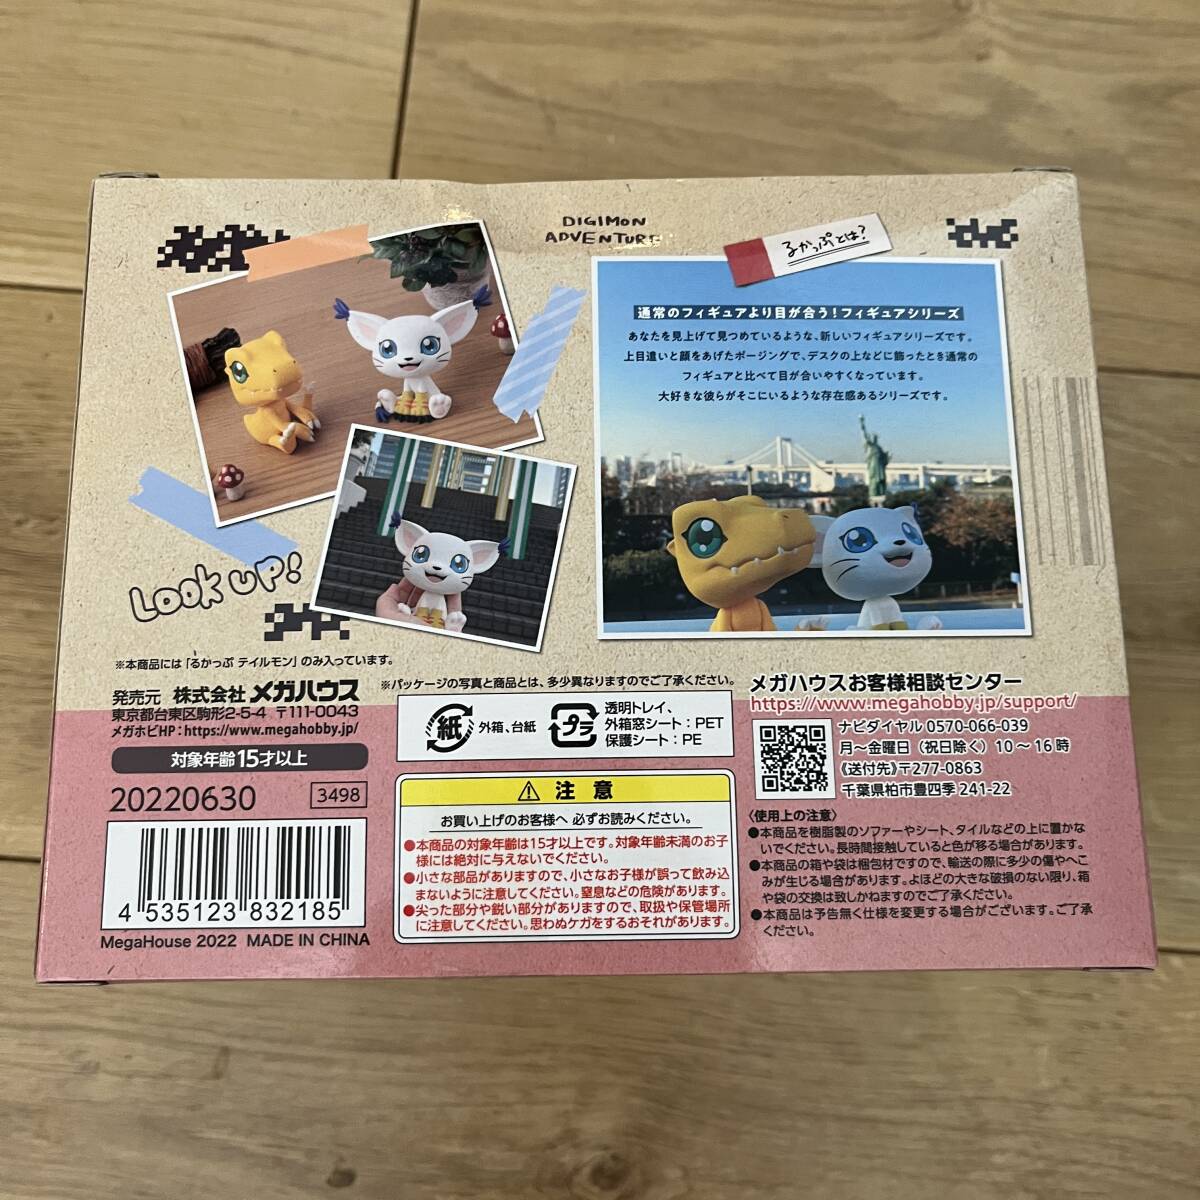 DIGIMON
ADVENTURE
るかっぷとは?
通常のフィギュアより目が合う!フィギュアシリーズ
あなたを見上げて見つめているような、新しいフィギュアシリーズです。
上目遣いと顔をあげたポージングで、デスクの上などに飾ったとき通常の
フィギュアと比べて目が合いやすくなっています。
大好きな彼らがそこにいるような存在感あるシリーズです。
LOOK UP!
※本商品には「るかっぷ テイルモン」のみ入っています。
発売元 株式会社メガハウス
東京都台東区駒形2-5-4 〒111-0043
メガホビHP:https://www.megahobby.jp/
対象年齢15才以上
20220630 3498
4 535123 832185
MegaHouse 2022 MADE IN CHINA
※パッケージの写真と商品とは、多少異なりますのでご了承ください。
紙 外箱、台紙
プラ 透明トレイ、
外箱窓シート:PET
保護シート:PE
注意
お買い上げのお客様へ 必ずお読みください。
●本商品の対象年齢は15才以上です。対象年齢未満のお子
様には絶対に与えないでください。
●小さな部品がありますので、小さなお子様が誤って飲み込
まないように注意してください。窒息などの危険があります。
●尖った部分や鋭い部分がありますので、取扱や保管場所
に注意してください。思わぬケガをするおそれがあります。
メガハウスお客様相談センター
https://www.megahobby.jp/support/
ナビダイヤル 0570-066-039
月〜金曜日(祝日除く)10〜16時
《送付先》〒277-0863
千葉県柏市豊四季 241-22
〈使用上の注意〉
●本商品を樹脂製のソファーやシート、タイルなどの上に置かな
いでください。長時間接触していると色が移る場合があります。
●本商品の箱や袋は梱包材ですので、輸送の際に多少の傷やへこ
みが生じる場合があります。よほどの大きな破損のない限り、箱
や袋の交換は致しかねますのでご了承ください。
●本商品は予告無く仕様を変更する場合がございます。ご了承
ください。